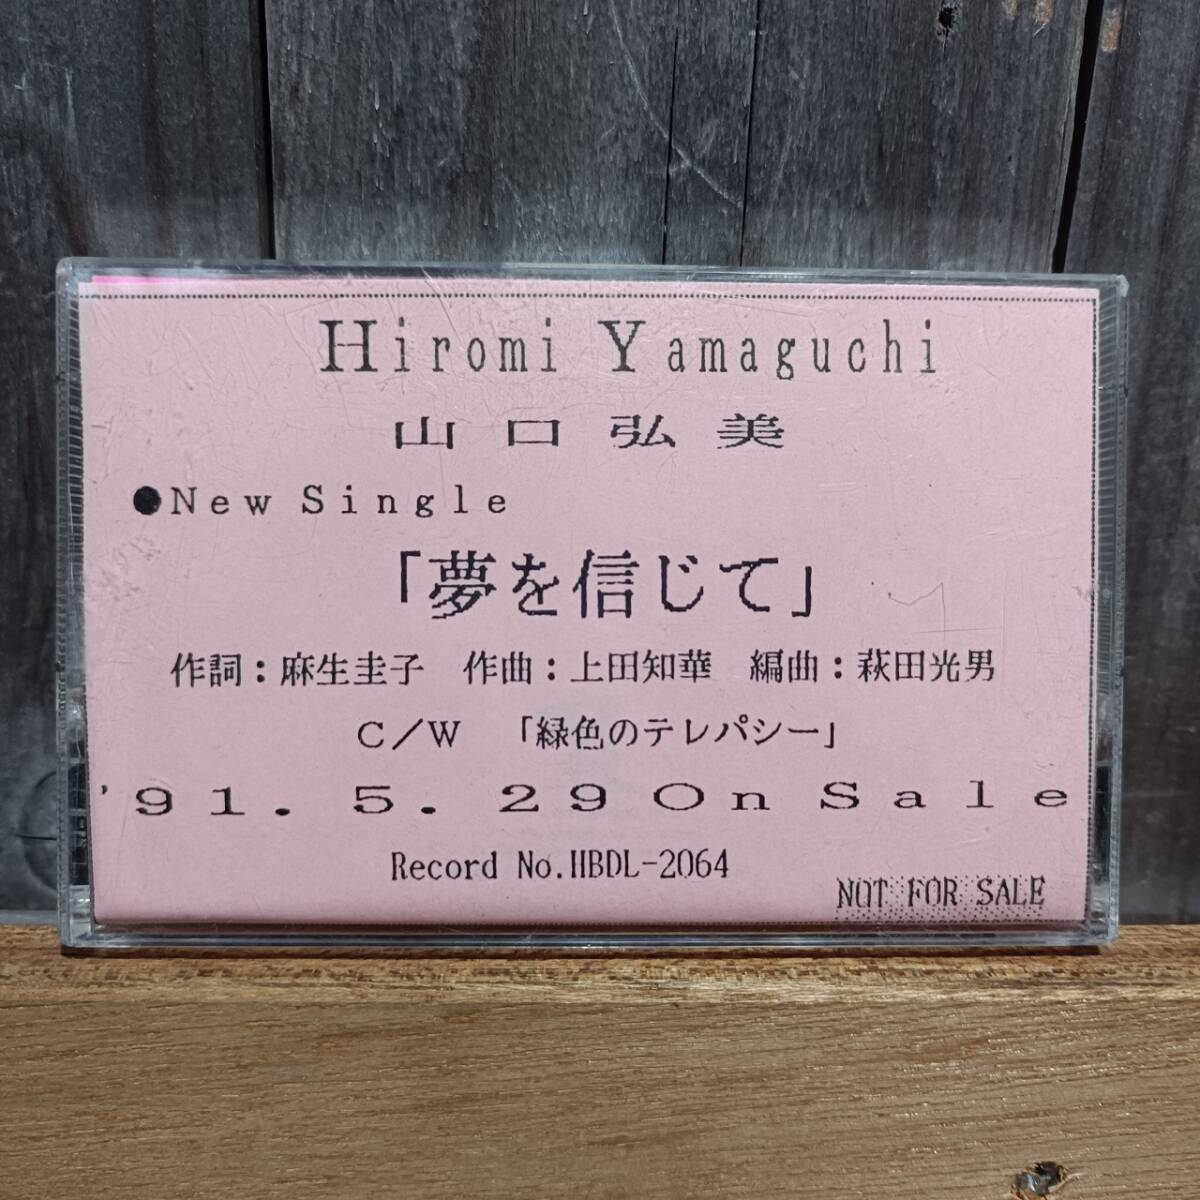 Hiromi Yamaguchi
山口弘美
●New Single
「夢を信じて」
作詞：麻生圭子　作曲：上田知華　編曲：萩田光男
C／W　「緑色のテレパシー」
'91. 5. 29 On Sale
Record No.HBDL-2064
NOT FOR SALE